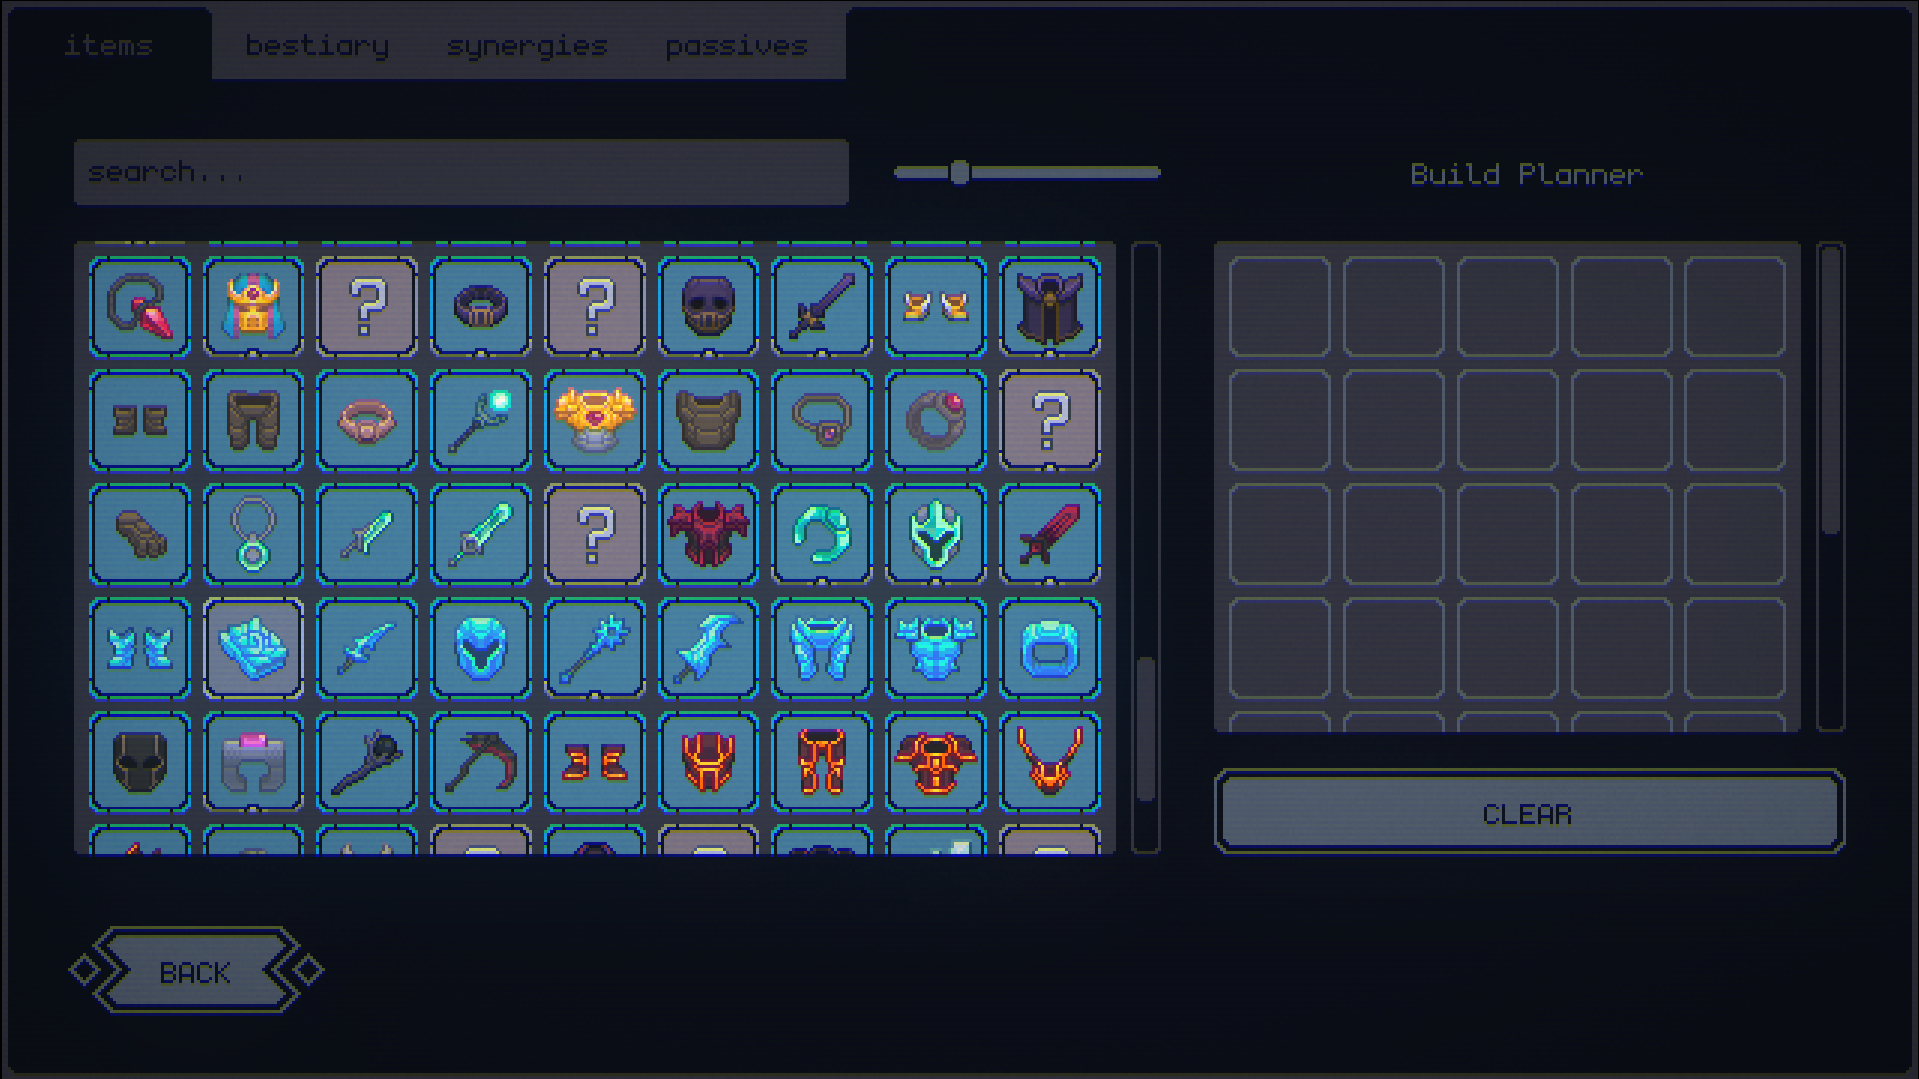 items bestiary synergies passives
search...
Build Planner
? ?
?
?
CLEAR
BACK